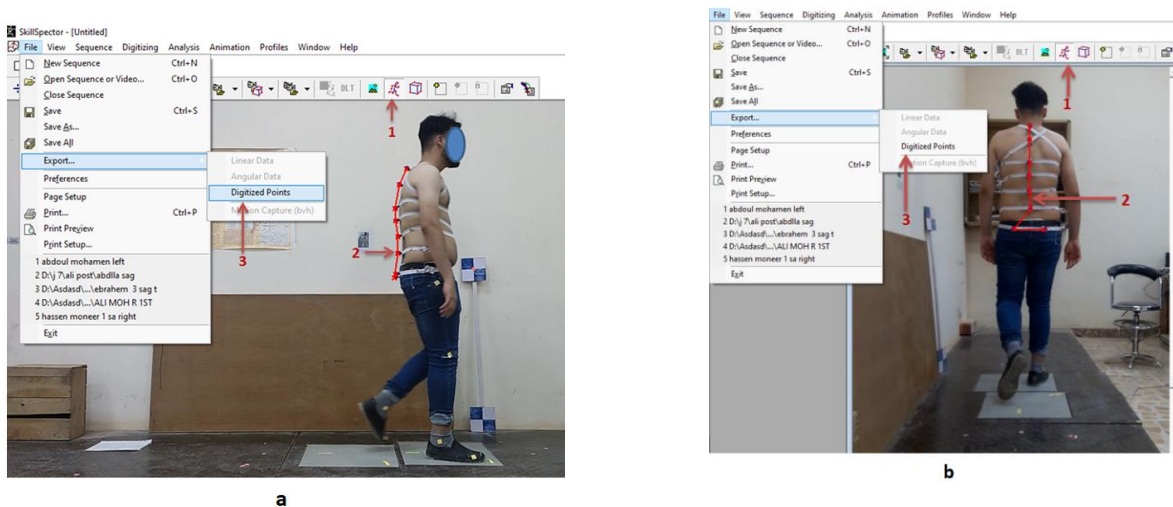 SkillSpector - [Untitled]
File View Sequence Digitizing Analysis Animation Profiles Window Help
New Sequence Ctrl+N
Open Sequence or Video... Ctrl+O
Close Sequence
Save Ctrl+S
Save As...
Save All
Export...
Preferences
Page Setup
Print... Ctrl+P
Print Preview
Print Setup...
1 abdoul mohamen left
2 D:\j 7\ali post\abdlla sag
3 D:\Asdasd\...\ebrahem 3 sag t
4 D:\Asdasd\...\ALI MOH R 1ST
5 hassen moneer 1 sa right
Exit
Linear Data
Angular Data
Digitized Points
Motion Capture (bvh)
DLT
1
2
3
a
File View Sequence Digitizing Analysis Animation Profiles Window Help
New Sequence Ctrl+N
Open Sequence or Video... Ctrl+O
Close Sequence
Save Ctrl+S
Save As...
Save All
Export...
Preferences
Page Setup
Print... Ctrl+P
Print Preview
Print Setup...
1 abdoul mohamen left
2 D:\j 7\ali post\abdlla sag
3 D:\Asdasd\...\ebrahem 3 sag t
4 D:\Asdasd\...\ALI MOH R 1ST
5 hassen moneer 1 sa right
Exit
Linear Data
Angular Data
Digitized Points
Motion Capture (bvh)
DLT
1
2
3
b